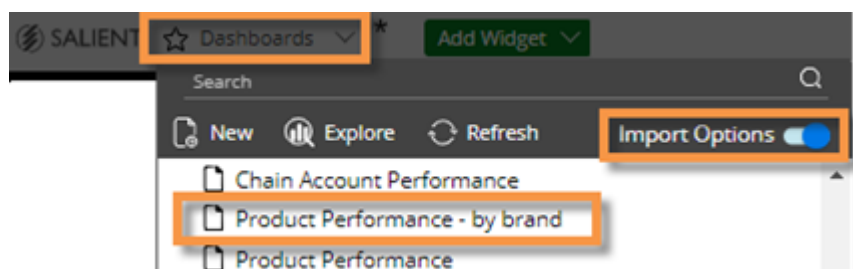 SALIENT Dashboards * Add Widget
Search
New Explore Refresh Import Options
Chain Account Performance
Product Performance - by brand
Product Performance